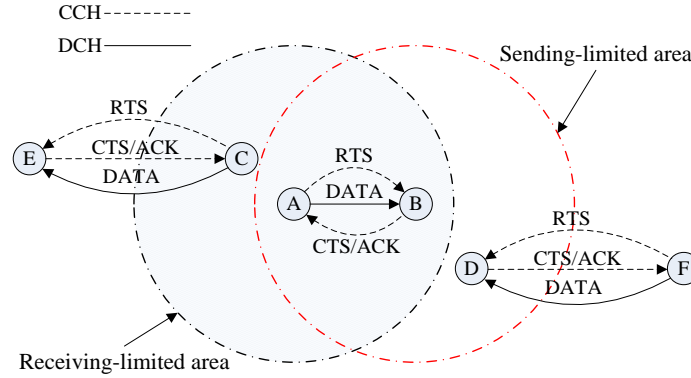 CCH
DCH
Sending-limited area
RTS
E
CTS/ACK
C
DATA
RTS
A
DATA
B
CTS/ACK
RTS
D
CTS/ACK
F
DATA
Receiving-limited area